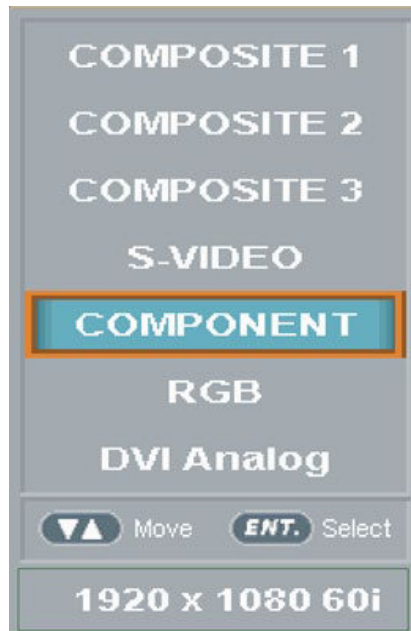 COMPOSITE 1
COMPOSITE 2
COMPOSITE 3
S-VIDEO
COMPONENT
RGB
DVI Analog
▼▲ Move ENT. Select
1920 x 1080 60i